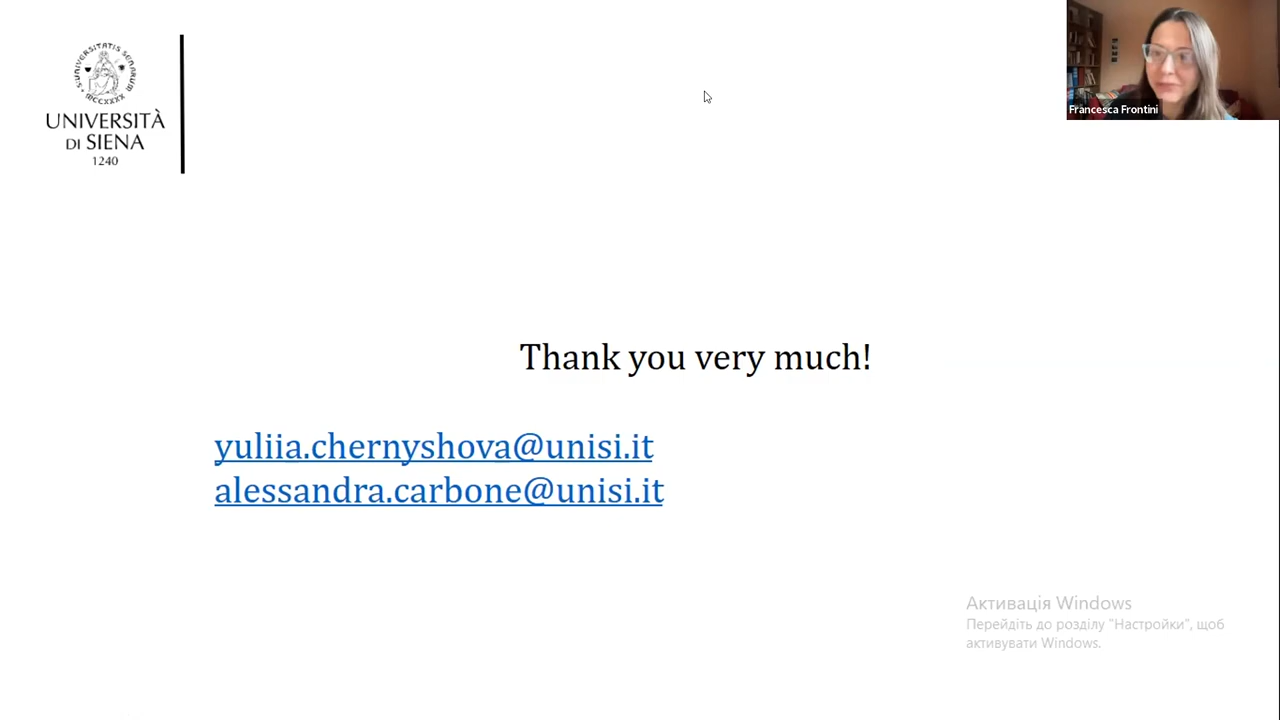 UNIVERSITÀ
DI SIENA
1240
Francesca Frontini
Thank you very much!
yuliia.chernyshova@unisi.it
alessandra.carbone@unisi.it
Активація Windows
Перейдіть до розділу "Настройки", щоб
активувати Windows.